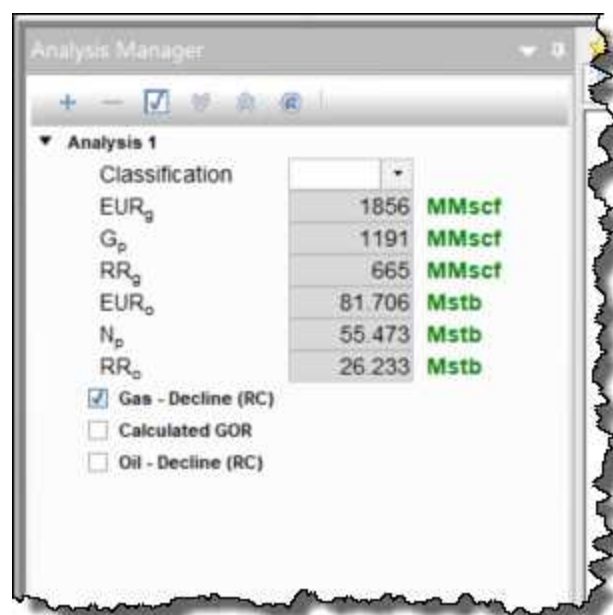 Analysis Manager
Analysis 1
Classification
EURg 1856 MMscf
Gp 1191 MMscf
RRg 665 MMscf
EURo 81.706 Mstb
Np 55.473 Mstb
RRo 26.233 Mstb
Gas - Decline (RC)
Calculated GOR
Oil - Decline (RC)